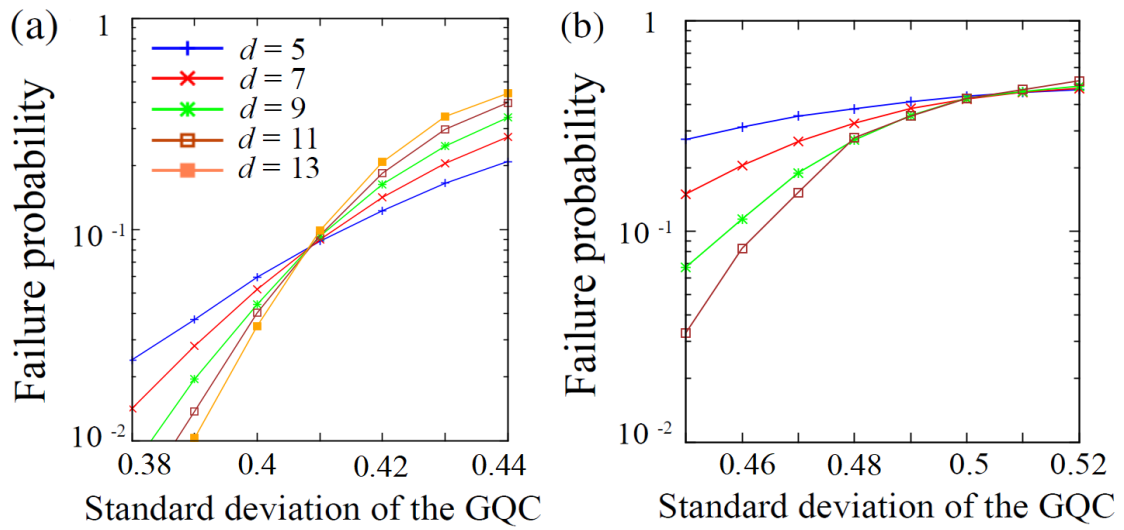 (a)
1
10⁻¹
10⁻²
Failure probability
d = 5
d = 7
d = 9
d = 11
d = 13
0.38 0.4 0.42 0.44
Standard deviation of the GQC
(b)
1
10⁻¹
10⁻²
Failure probability
0.46 0.48 0.5 0.52
Standard deviation of the GQC